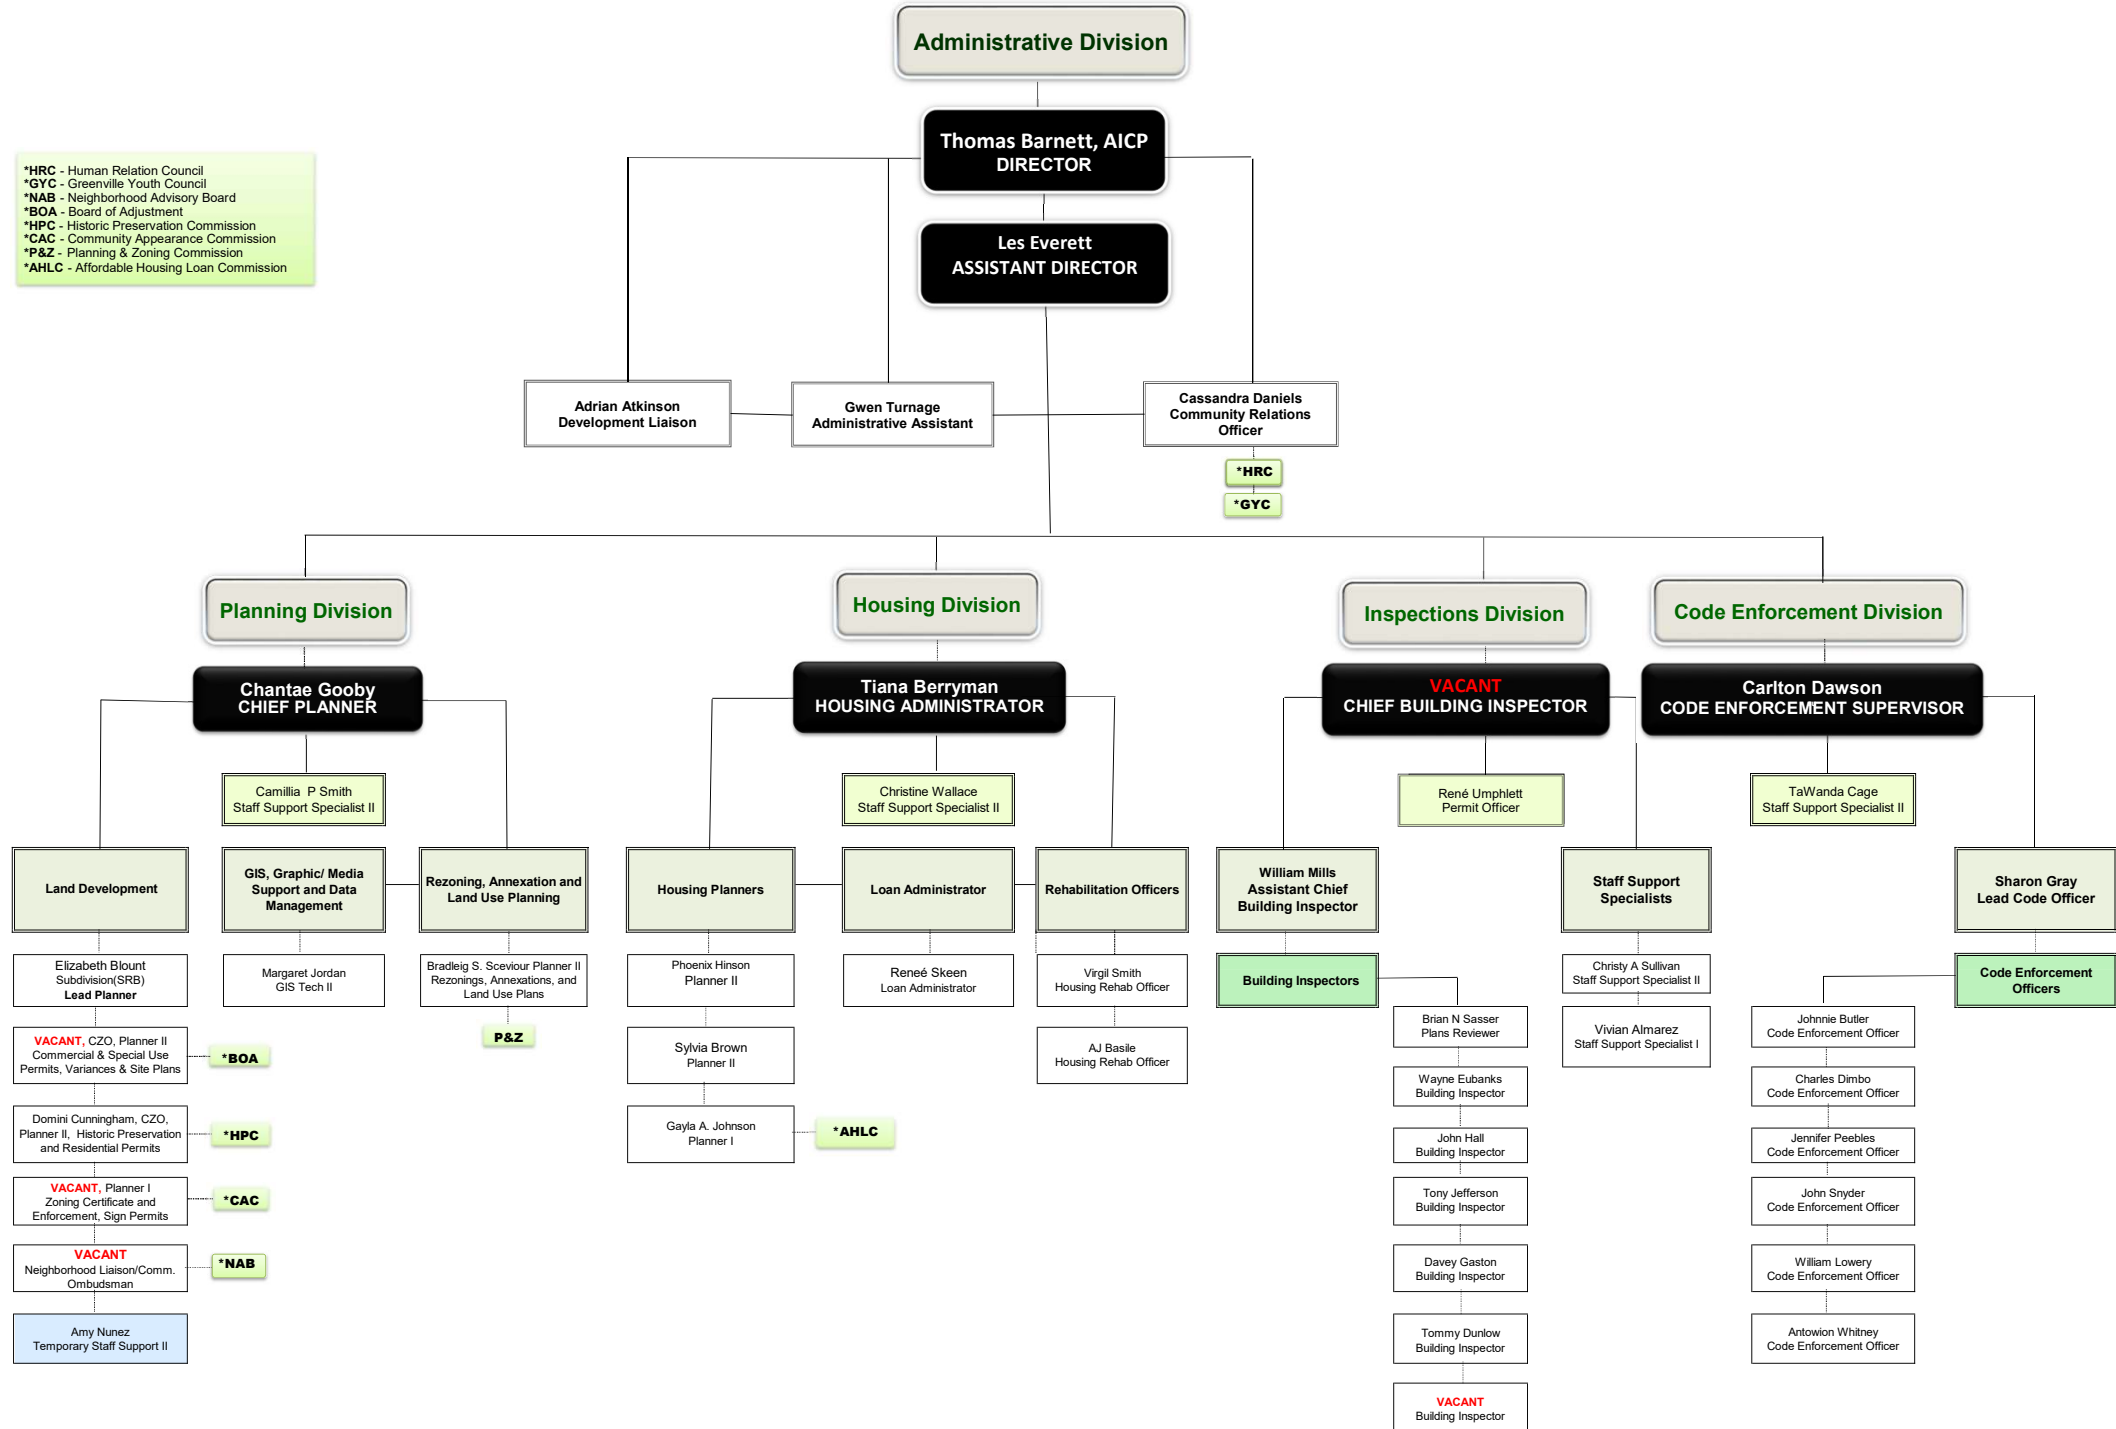 Administrative Division
Thomas Barnett, AICP
DIRECTOR
*HRC - Human Relation Council
*GYC - Greenville Youth Council
*NAB - Neighborhood Advisory Board
*BOA - Board of Adjustment
*HPC - Historic Preservation Commission
*CAC - Community Appearance Commission
*P&Z - Planning & Zoning Commission
*AHLC - Affordable Housing Loan Commission
Les Everett
ASSISTANT DIRECTOR
Adrian Atkinson
Development Liaison
Gwen Turnage
Administrative Assistant
Cassandra Daniels
Community Relations
Officer
*HRC
*GYC
Planning Division
Chantae Gooby
CHIEF PLANNER
Camillia P Smith
Staff Support Specialist II
Land Development
GIS, Graphic/ Media
Support and Data
Management
Rezoning, Annexation and
Land Use Planning
Elizabeth Blount
Subdivision(SRB)
Lead Planner
VACANT, CZO, Planner II
Commercial & Special Use
Permits, Variances & Site Plans
*BOA
Domini Cunningham, CZO,
Planner II, Historic Preservation
and Residential Permits
*HPC
VACANT, Planner I
Zoning Certificate and
Enforcement, Sign Permits
*CAC
VACANT
Neighborhood Liaison/Comm.
Ombudsman
*NAB
Amy Nunez
Temporary Staff Support II
Margaret Jordan
GIS Tech II
Bradleig S. Sceviour Planner II
Rezonings, Annexations, and
Land Use Plans
P&Z
Housing Division
Tiana Berryman
HOUSING ADMINISTRATOR
Christine Wallace
Staff Support Specialist II
Housing Planners
Loan Administrator
Rehabilitation Officers
Phoenix Hinson
Planner II
Sylvia Brown
Planner II
Gayla A. Johnson
Planner I
*AHLC
Reneé Skeen
Loan Administrator
Virgil Smith
Housing Rehab Officer
AJ Basile
Housing Rehab Officer
Inspections Division
VACANT
CHIEF BUILDING INSPECTOR
René Umphlett
Permit Officer
William Mills
Assistant Chief
Building Inspector
Staff Support
Specialists
Building Inspectors
Brian N Sasser
Plans Reviewer
Wayne Eubanks
Building Inspector
John Hall
Building Inspector
Tony Jefferson
Building Inspector
Davey Gaston
Building Inspector
Tommy Dunlow
Building Inspector
VACANT
Building Inspector
Christy A Sullivan
Staff Support Specialist II
Vivian Almarez
Staff Support Specialist I
Code Enforcement Division
Carlton Dawson
CODE ENFORCEMENT SUPERVISOR
TaWanda Cage
Staff Support Specialist II
Sharon Gray
Lead Code Officer
Code Enforcement
Officers
Johnnie Butler
Code Enforcement Officer
Charles Dimbo
Code Enforcement Officer
Jennifer Peebles
Code Enforcement Officer
John Snyder
Code Enforcement Officer
William Lowery
Code Enforcement Officer
Antowion Whitney
Code Enforcement Officer